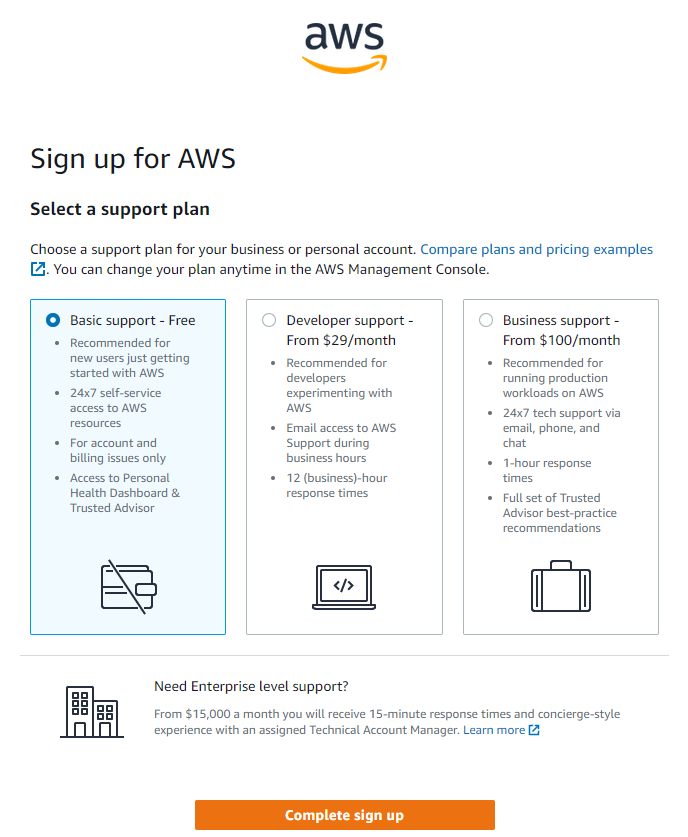 aws
Sign up for AWS
Select a support plan
Choose a support plan for your business or personal account. Compare plans and pricing examples
. You can change your plan anytime in the AWS Management Console.
Basic support - Free
• Recommended for
new users just getting
started with AWS
• 24x7 self-service
access to AWS
resources
• For account and
billing issues only
• Access to Personal
Health Dashboard &
Trusted Advisor
Developer support -
From $29/month
• Recommended for
developers
experimenting with
AWS
• Email access to AWS
Support during
business hours
• 12 (business)-hour
response times
</>
Business support -
From $100/month
• Recommended for
running production
workloads on AWS
• 24x7 tech support via
email, phone, and
chat
• 1-hour response
times
• Full set of Trusted
Advisor best-practice
recommendations
Need Enterprise level support?
From $15,000 a month you will receive 15-minute response times and concierge-style
experience with an assigned Technical Account Manager. Learn more
Complete sign up